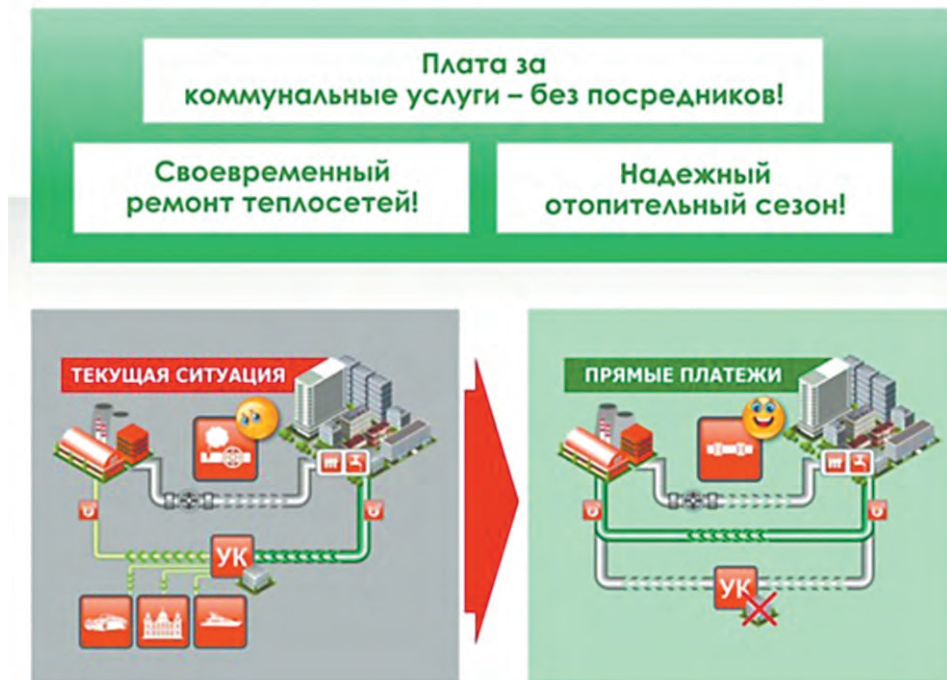 Плата за
коммунальные услуги – без посредников!
Своевременный
ремонт теплосетей!
Надежный
отопительный сезон!
ТЕКУЩАЯ СИТУАЦИЯ
УК
ПРЯМЫЕ ПЛАТЕЖИ
УК